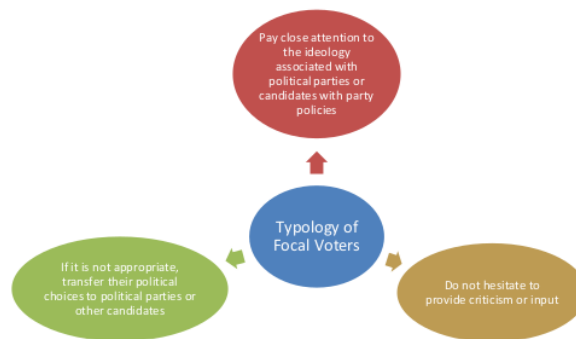 Pay close attention to
the ideology
associated with
political parties or
candidates with party
policies
Typology of
Focal Voters
If it is not appropriate,
transfer their political
choices to political parties or
other candidates
Do not hesitate to
provide criticism or input